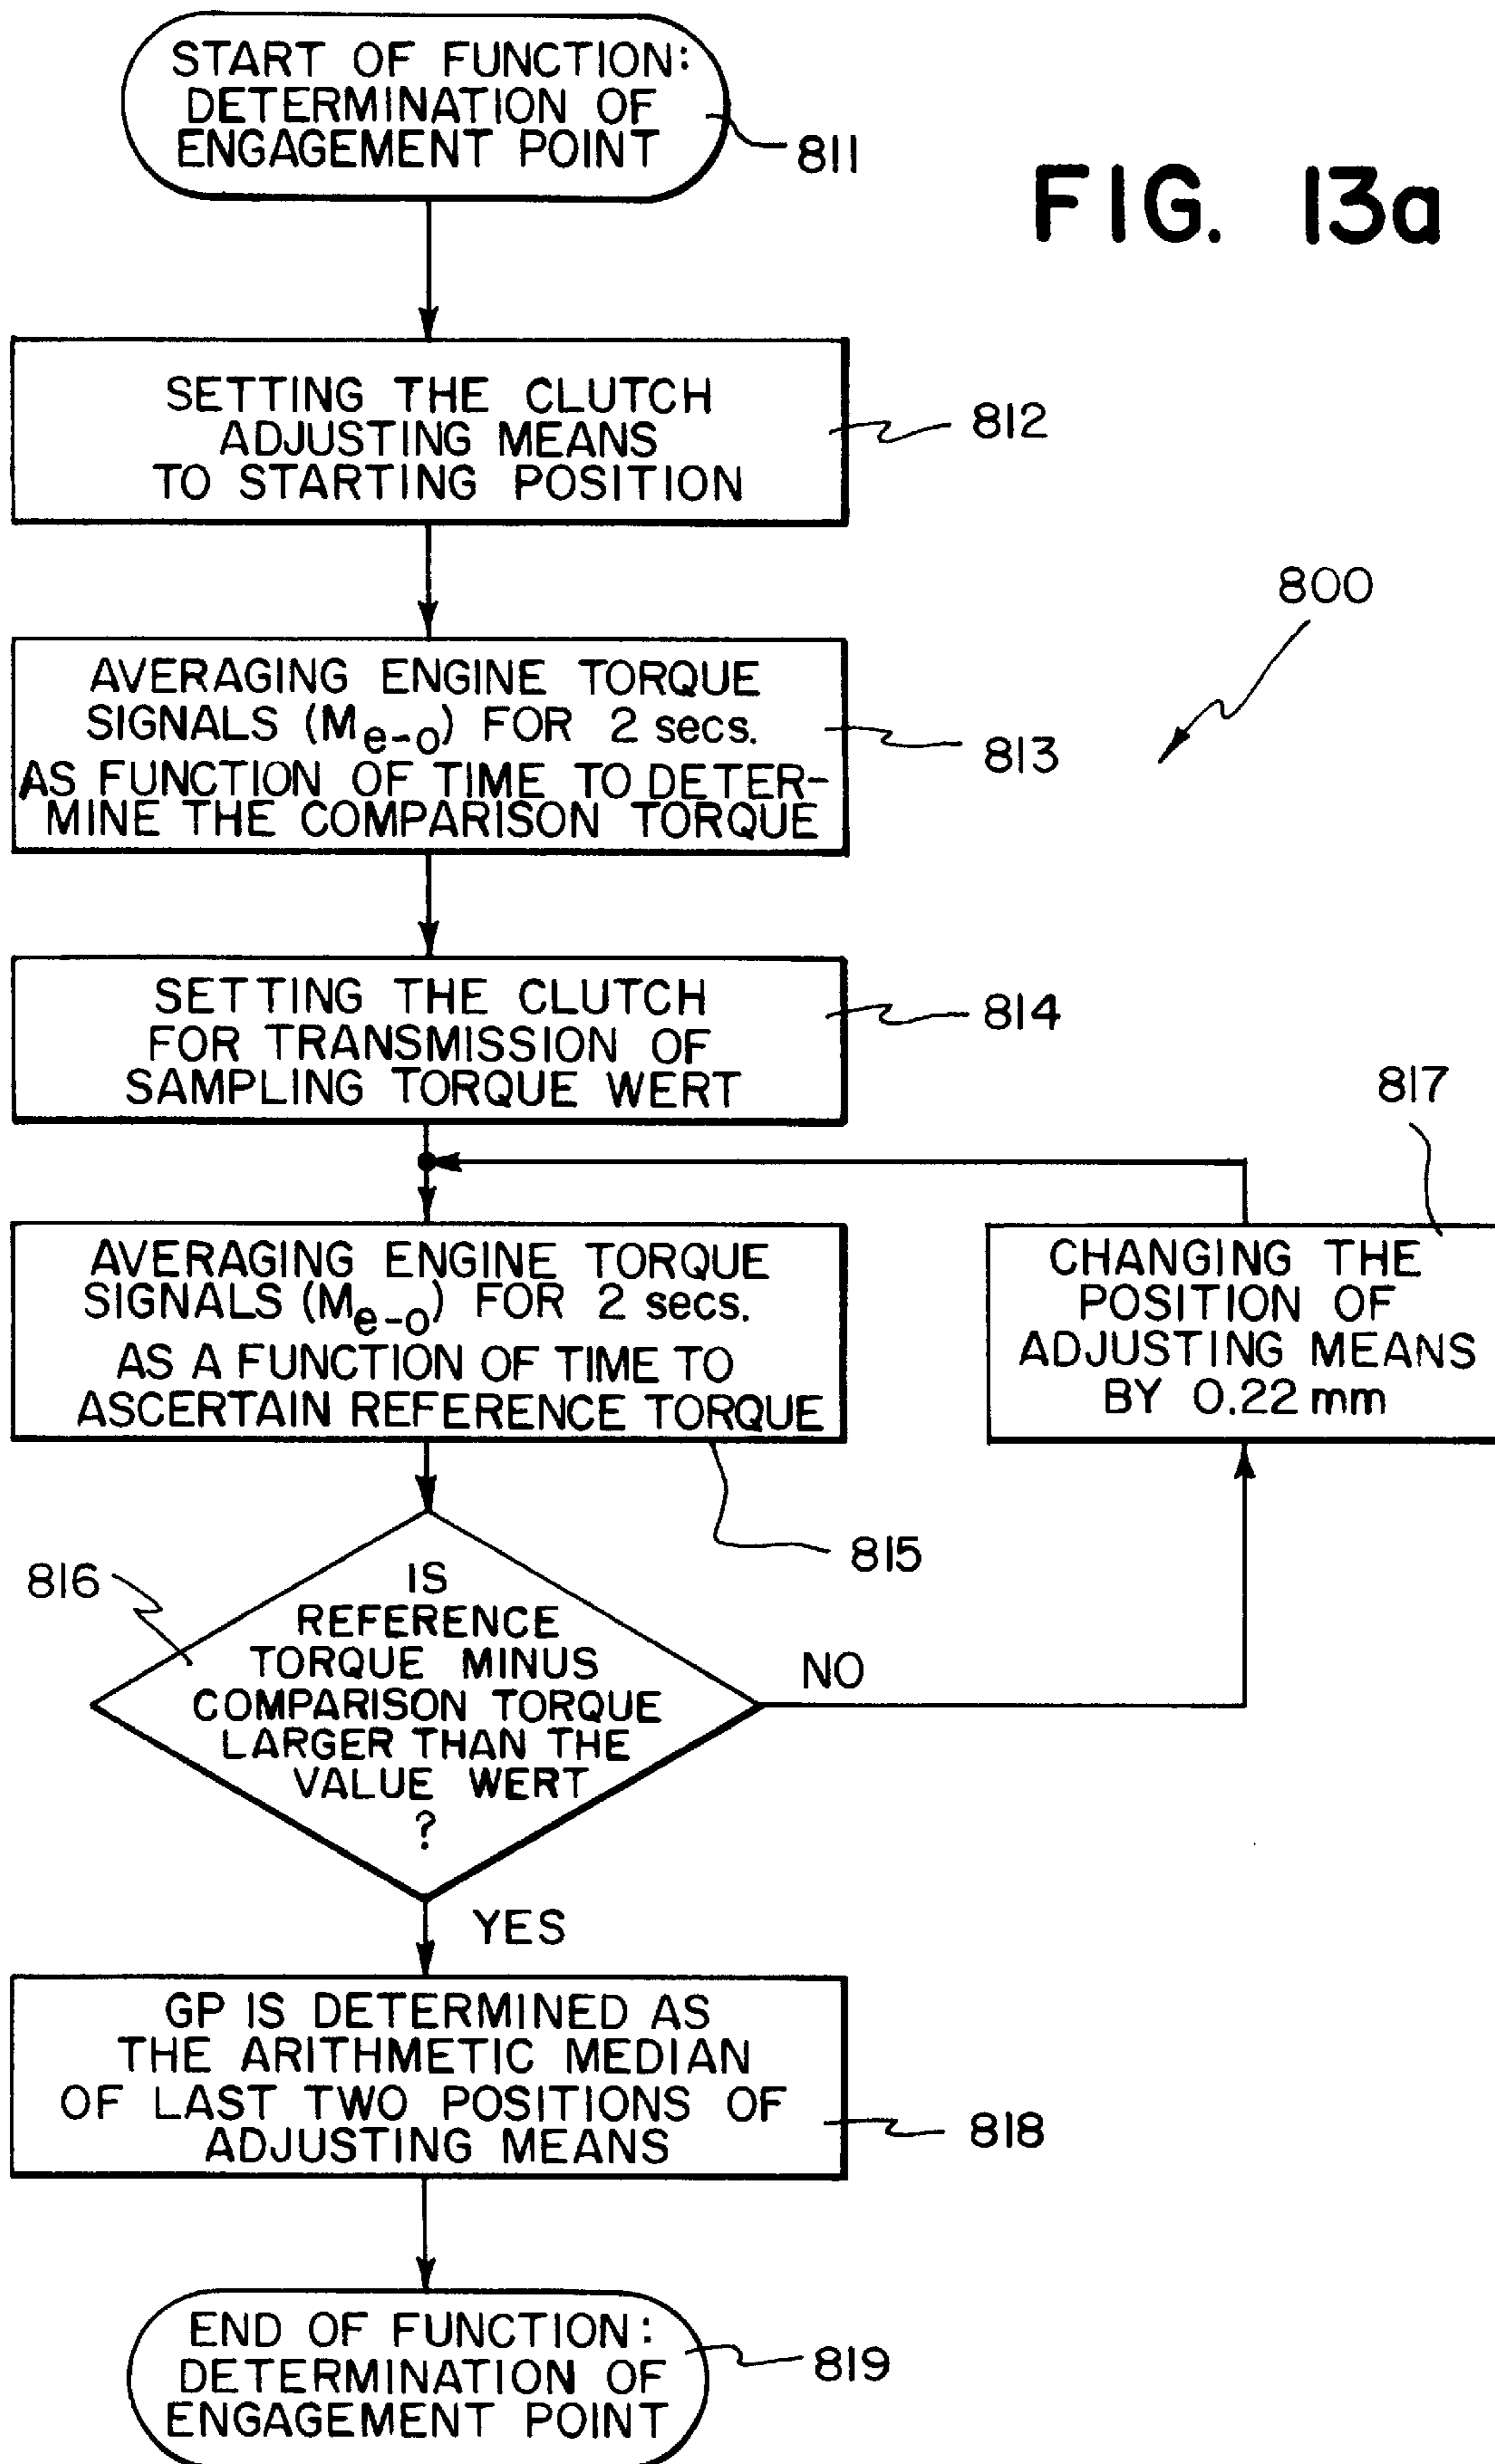 START OF FUNCTION:
DETERMINATION OF
ENGAGEMENT POINT
811
FIG. 13a
SETTING THE CLUTCH
ADJUSTING MEANS
TO STARTING POSITION
812
800
AVERAGING ENGINE TORQUE
SIGNALS (Me-o) FOR 2 secs.
AS FUNCTION OF TIME TO DETER-
MINE THE COMPARISON TORQUE
813
SETTING THE CLUTCH
FOR TRANSMISSION OF
SAMPLING TORQUE WERT
814
817
AVERAGING ENGINE TORQUE
SIGNALS (Me-o) FOR 2 secs.
AS A FUNCTION OF TIME TO
ASCERTAIN REFERENCE TORQUE
CHANGING THE
POSITION OF
ADJUSTING MEANS
BY 0.22 mm
815
816
IS
REFERENCE
TORQUE MINUS
COMPARISON TORQUE
LARGER THAN THE
VALUE WERT
?
NO
YES
GP IS DETERMINED AS
THE ARITHMETIC MEDIAN
OF LAST TWO POSITIONS OF
ADJUSTING MEANS
818
END OF FUNCTION:
DETERMINATION OF
ENGAGEMENT POINT
819